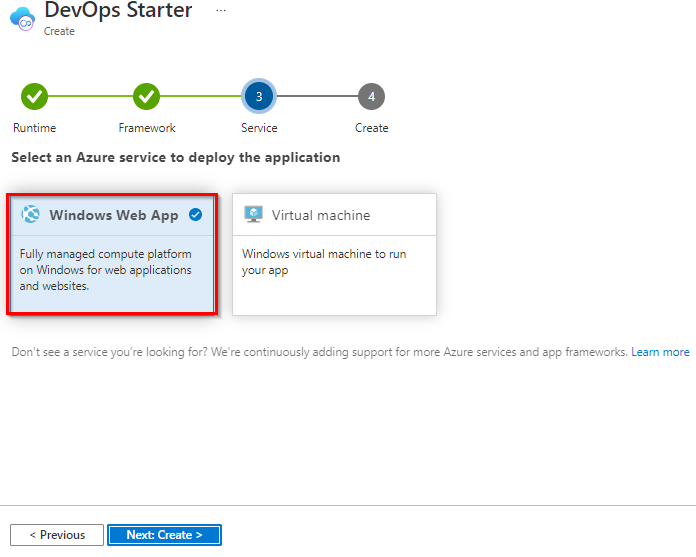 DevOps Starter ...
Create
3
4
Runtime
Framework
Service
Create
Select an Azure service to deploy the application
Windows Web App
Fully managed compute platform
on Windows for web applications
and websites.
Virtual machine
Windows virtual machine to run
your app
Don't see a service you're looking for? We're continuously adding support for more Azure services and app frameworks. Learn more
< Previous
Next: Create >